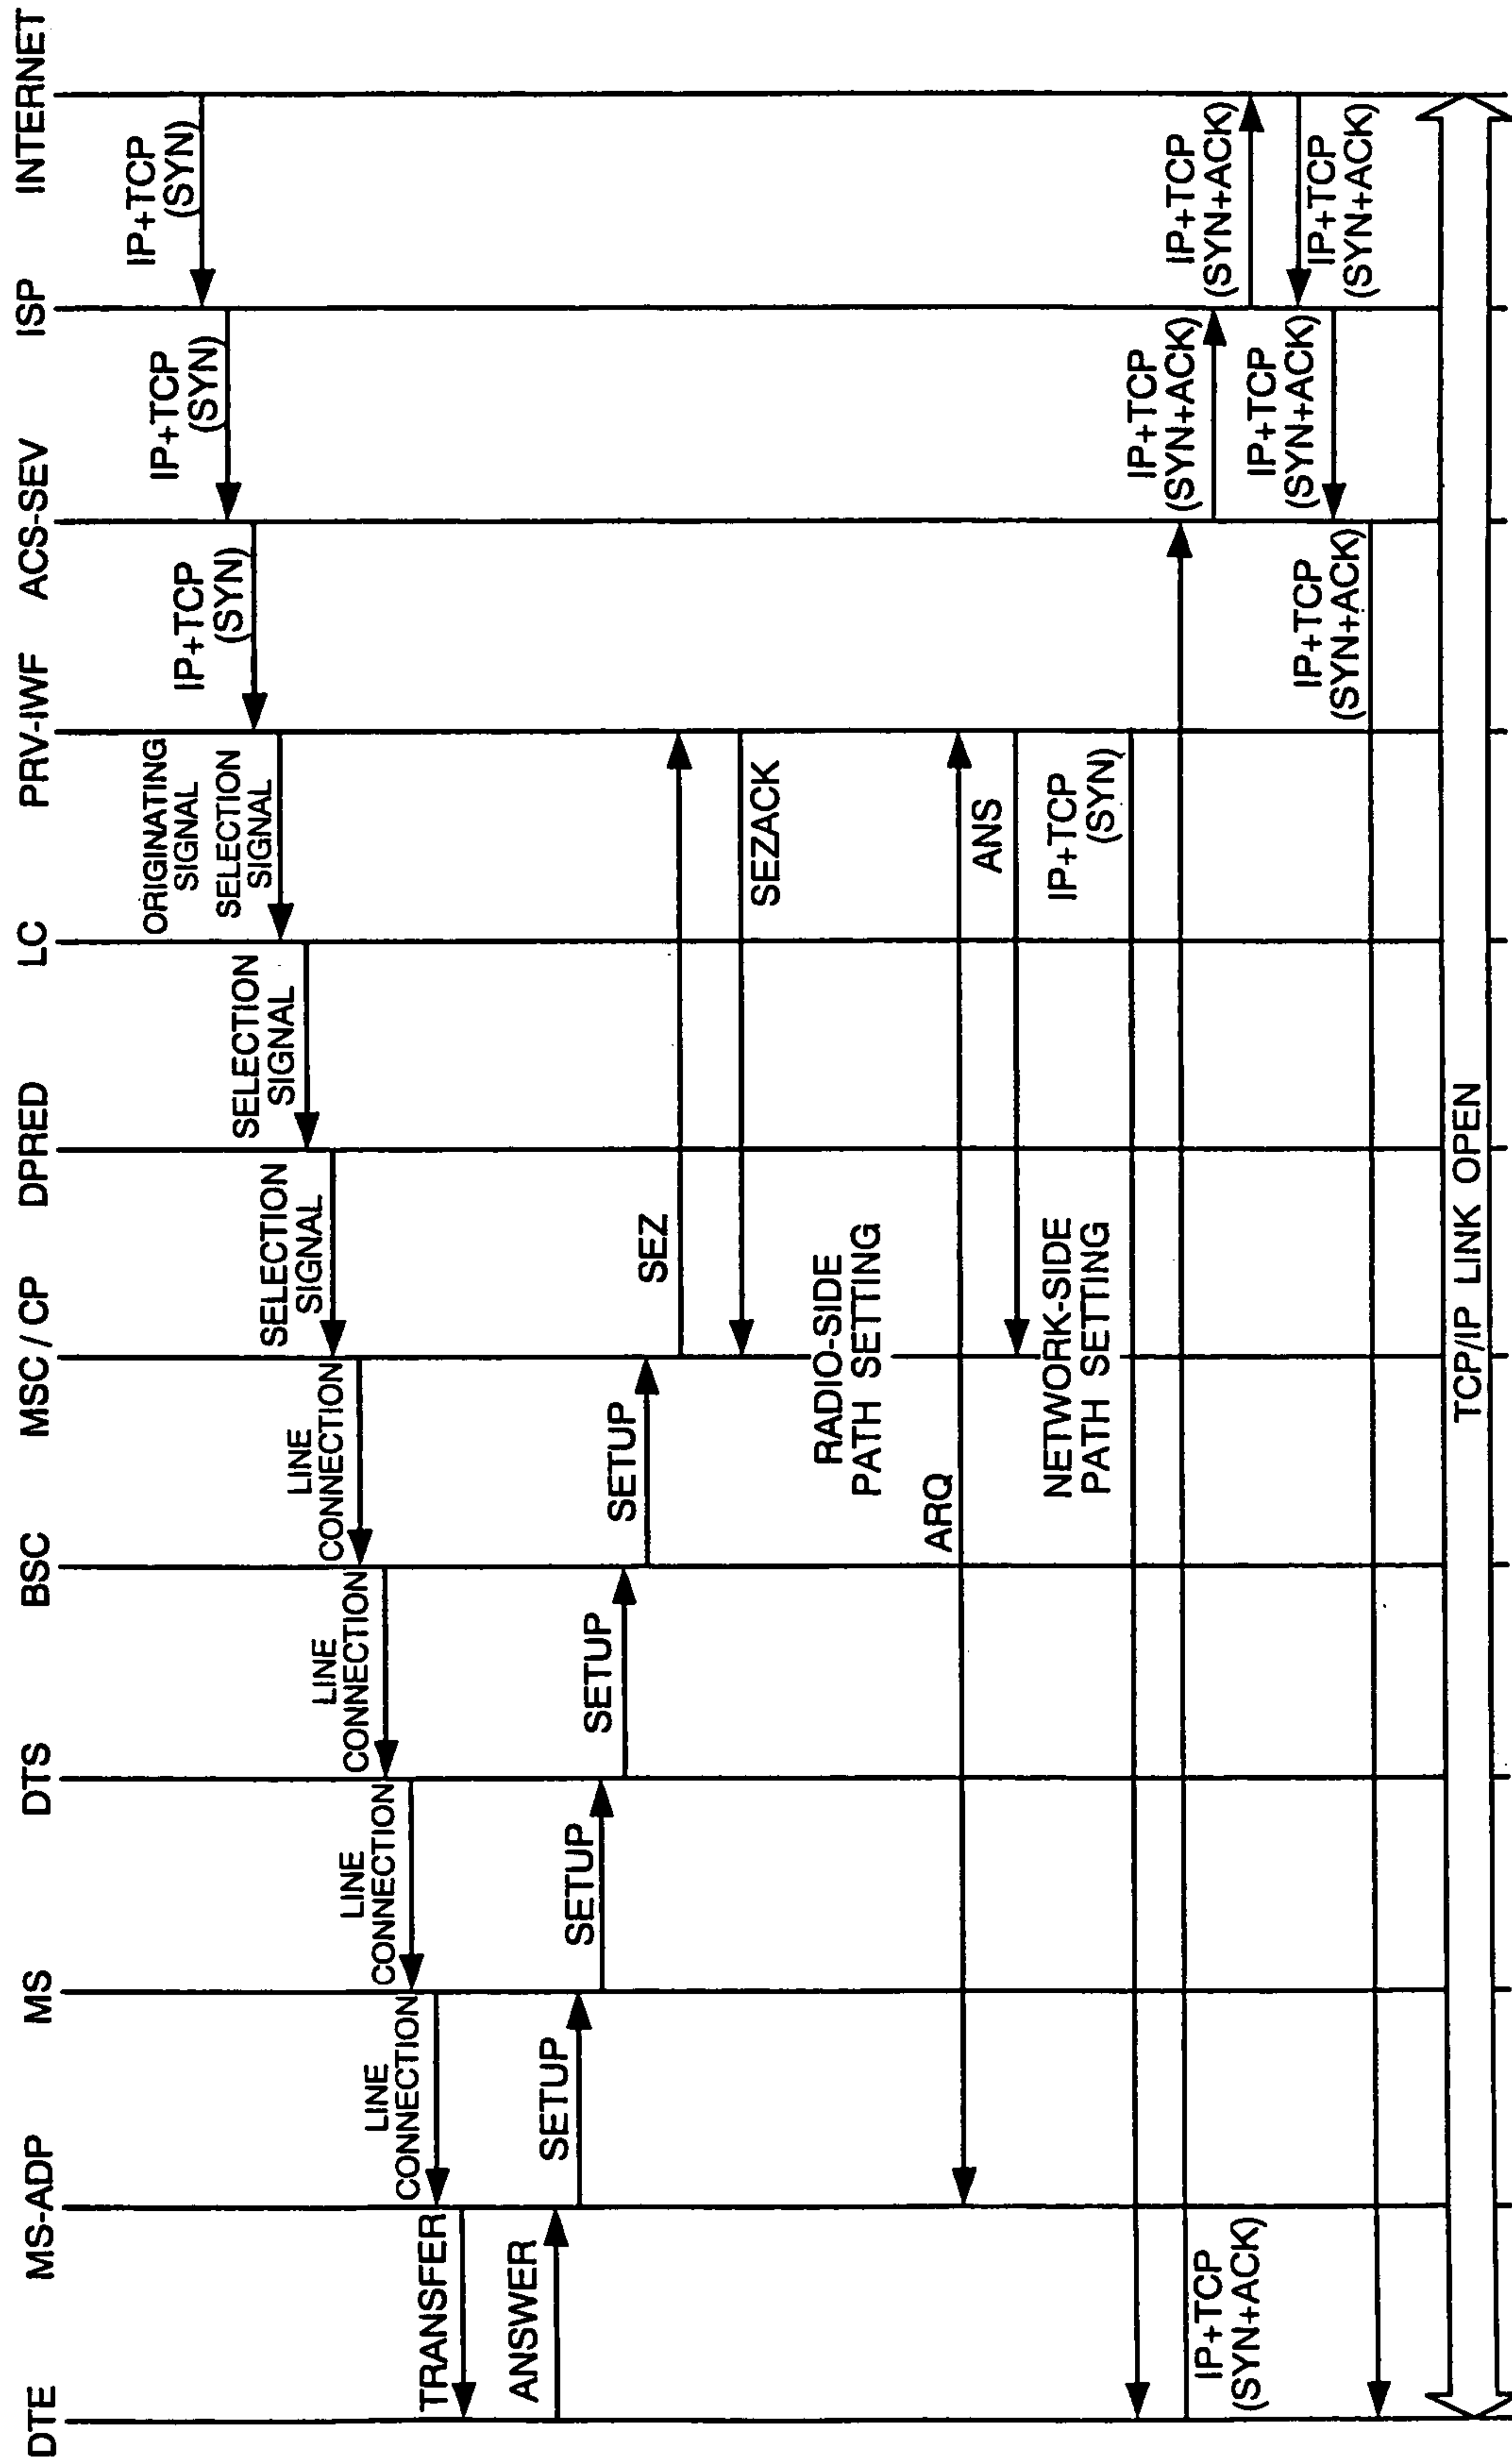 DTE
MS-ADP
MS
DTS
BSC
MSC / CP
DPRED
LC
PRV-IWF
ACS-SEV
ISP
INTERNET
IP+TCP
(SYN)
IP+TCP
(SYN)
IP+TCP
(SYN)
ORIGINATING
SIGNAL
SELECTION
SIGNAL
SELECTION
SIGNAL
SELECTION
SIGNAL
LINE
CONNECTION
LINE
CONNECTION
LINE
CONNECTION
LINE
CONNECTION
TRANSFER
ANSWER
SETUP
SETUP
SETUP
SETUP
SEZ
SEZACK
RADIO-SIDE
PATH SETTING
ARQ
ANS
NETWORK-SIDE
PATH SETTING
IP+TCP
(SYN)
IP+TCP
(SYN+ACK)
IP+TCP
(SYN+ACK)
IP+TCP
(SYN+ACK)
IP+TCP
(SYN+ACK)
IP+TCP
(SYN+ACK)
IP+TCP
(SYN+ACK)
TCP/IP LINK OPEN